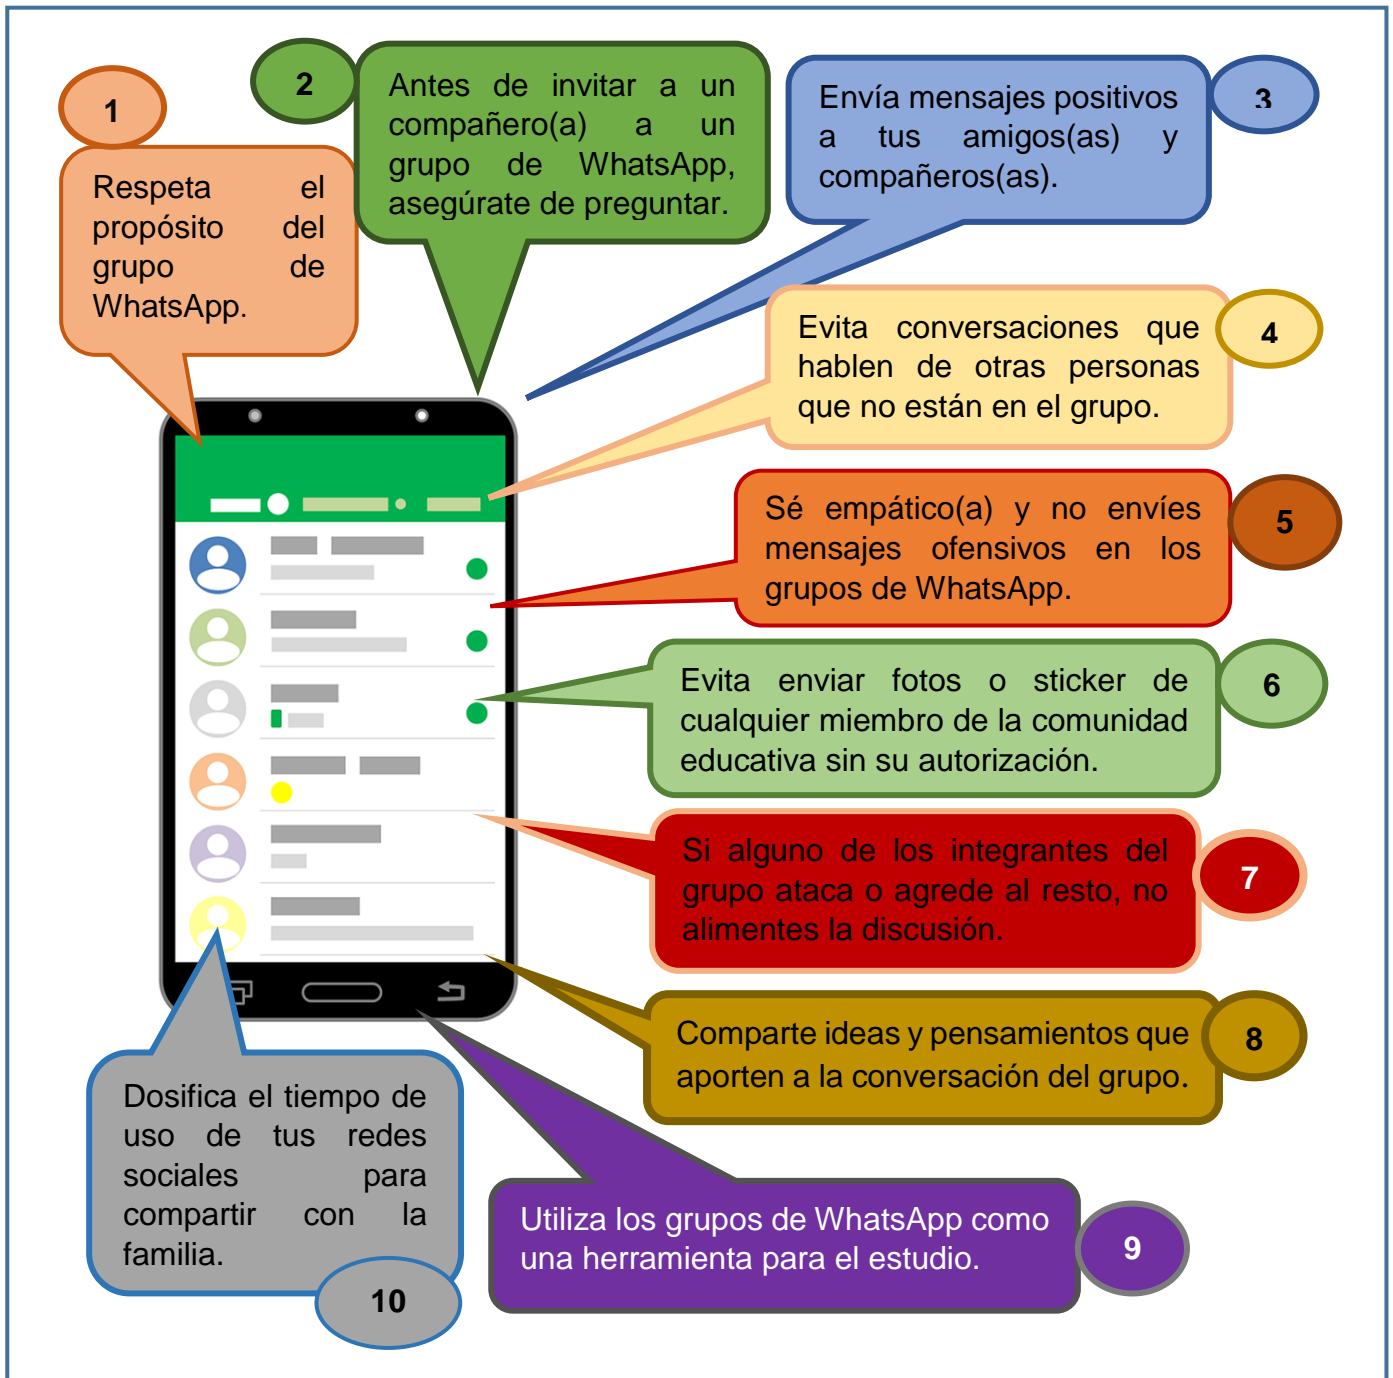 1
Respeta el
propósito del
grupo de
WhatsApp.
2
Antes de invitar a un
compañero(a) a un
grupo de WhatsApp,
asegúrate de preguntar.
3
Envía mensajes positivos
a tus amigos(as) y
compañeros(as).
4
Evita conversaciones que
hablen de otras personas
que no están en el grupo.
5
Sé empático(a) y no envíes
mensajes ofensivos en los
grupos de WhatsApp.
6
Evita enviar fotos o sticker de
cualquier miembro de la comunidad
educativa sin su autorización.
7
Si alguno de los integrantes del
grupo ataca o agrede al resto, no
alimentes la discusión.
8
Comparte ideas y pensamientos que
aporten a la conversación del grupo.
9
Utiliza los grupos de WhatsApp como
una herramienta para el estudio.
10
Dosifica el tiempo de
uso de tus redes
sociales para
compartir con la
familia.